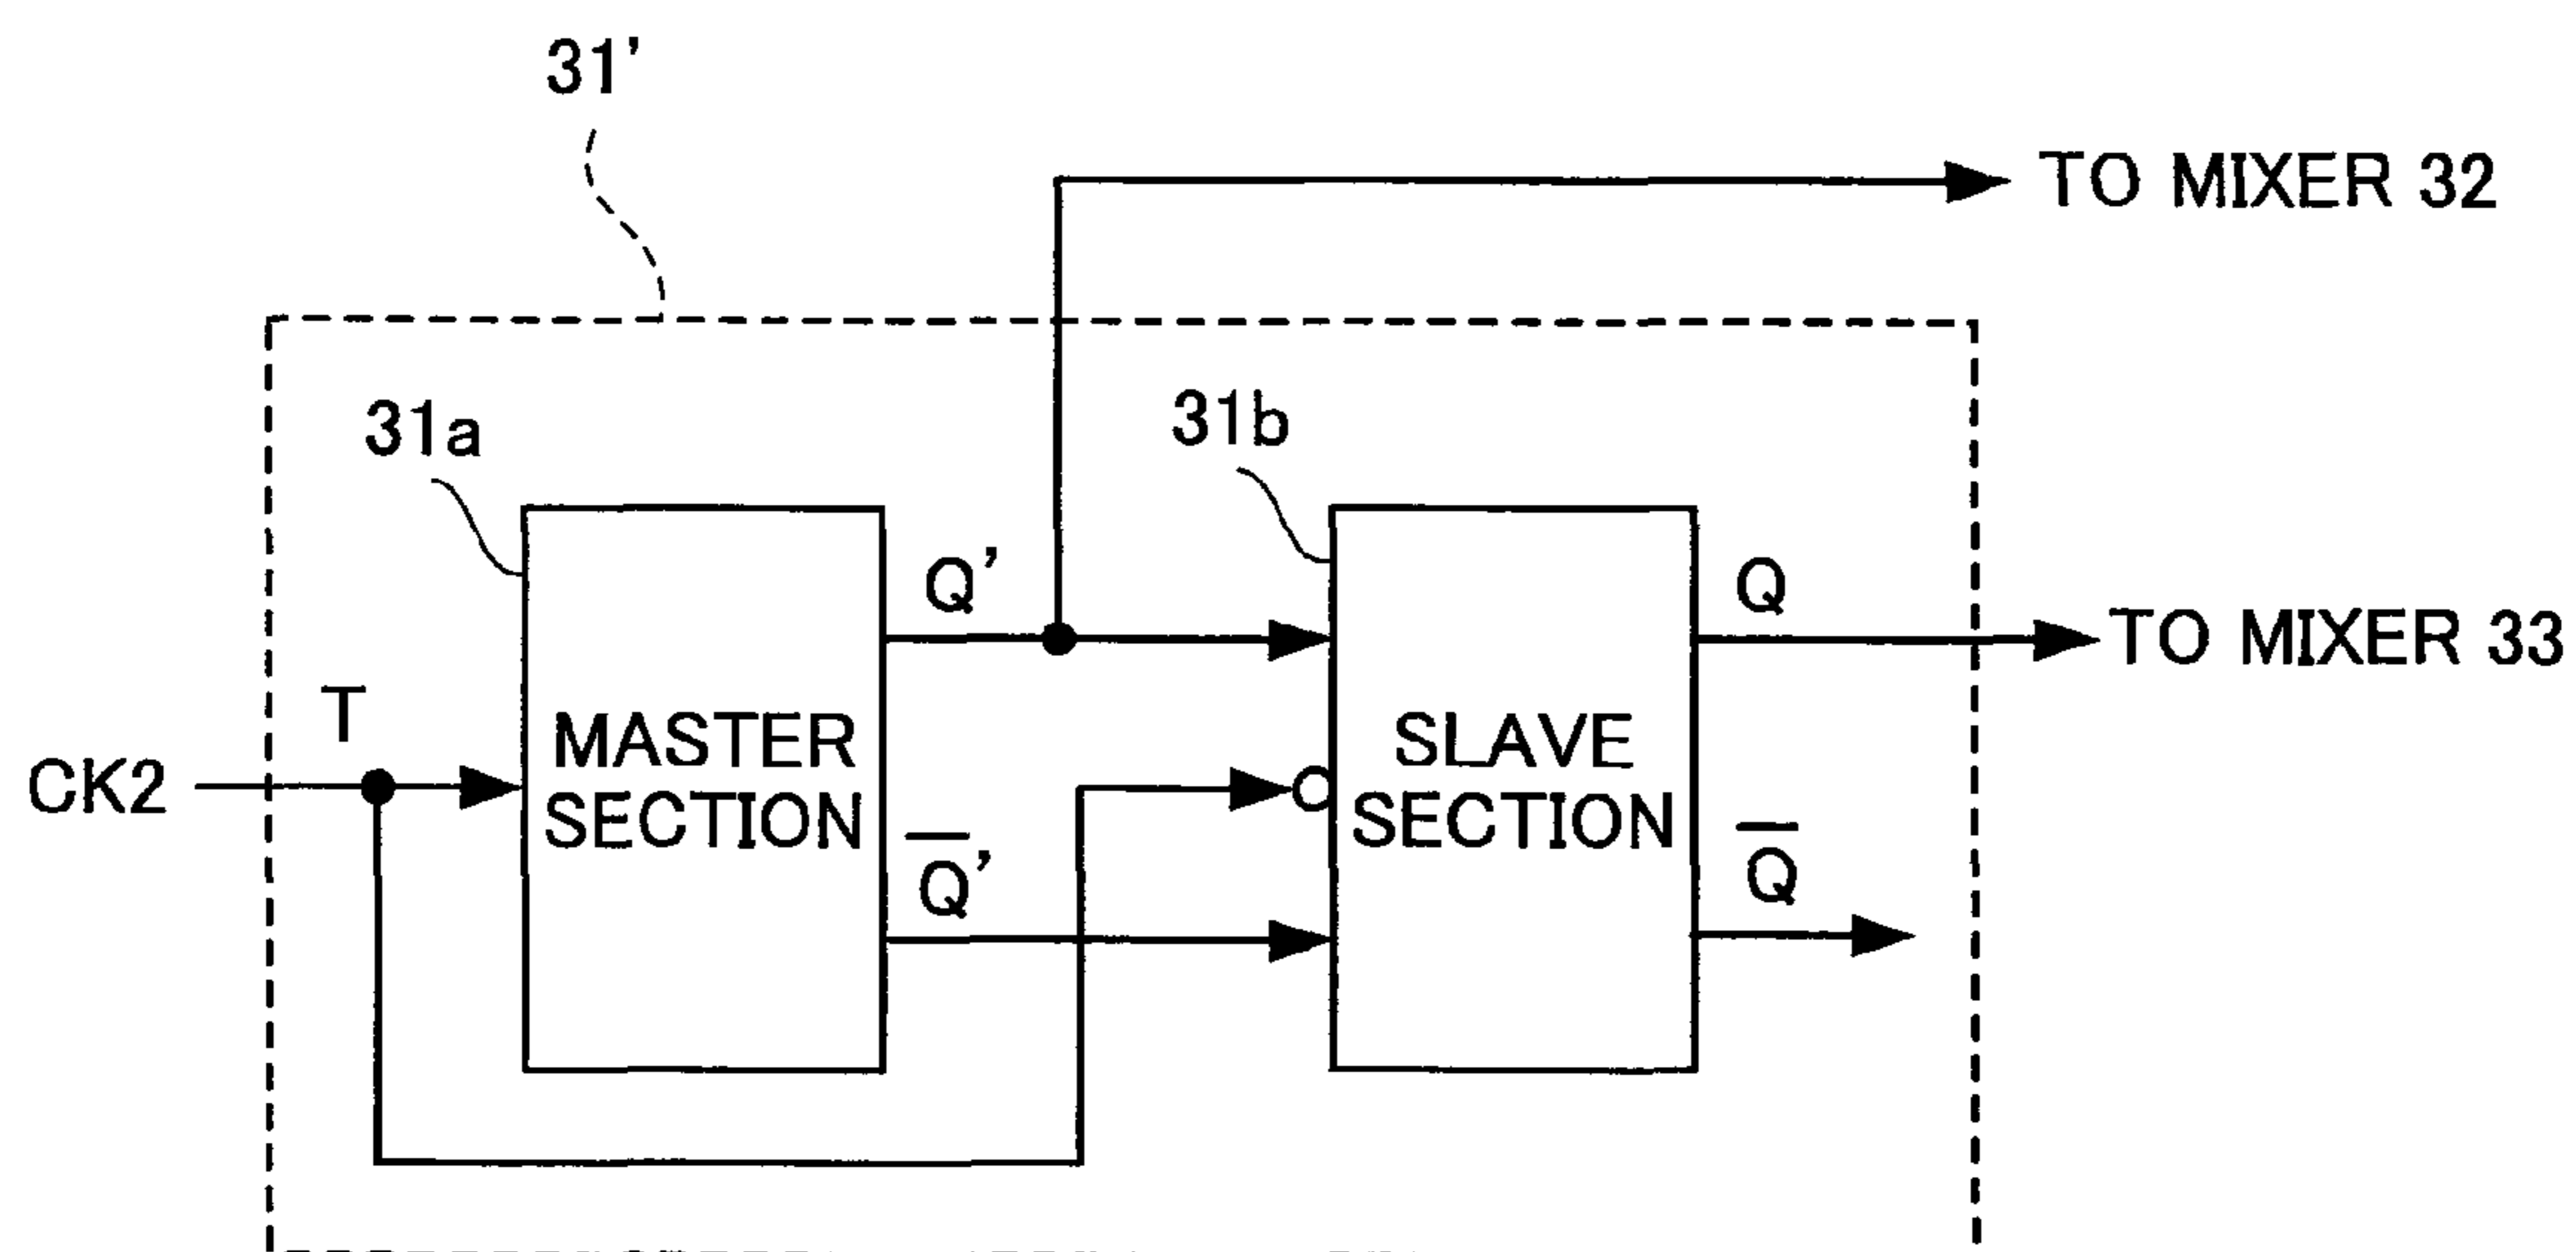 31’
TO MIXER 32
31a
31b
Q’
Q
TO MIXER 33
T
MASTER
SECTION
SLAVE
SECTION
CK2
Q̅’
Q̅